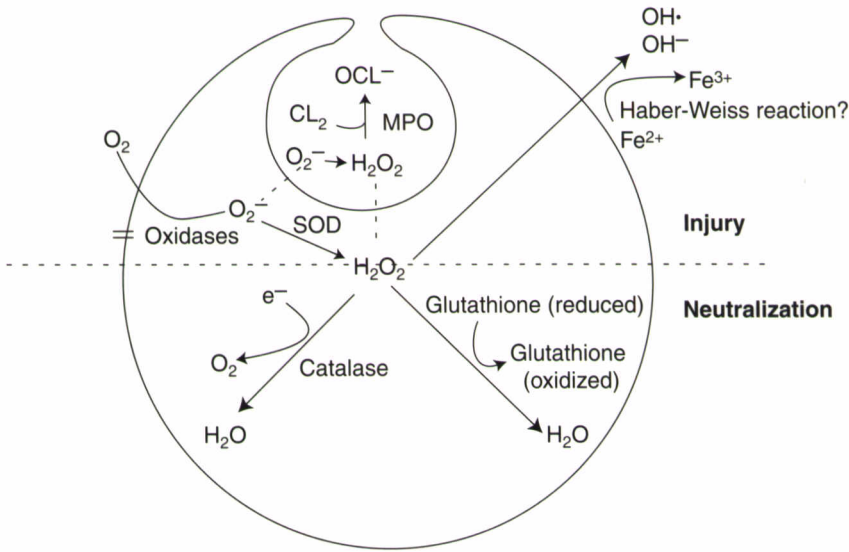 OH·
OH⁻
Fe³⁺
Haber-Weiss reaction?
Fe²⁺
OCL⁻
CL₂
MPO
O₂
O₂⁻
H₂O₂
O₂⁻
SOD
Oxidases
Injury
H₂O₂
e⁻
Glutathione (reduced)
Neutralization
O₂
Catalase
Glutathione
(oxidized)
H₂O
H₂O